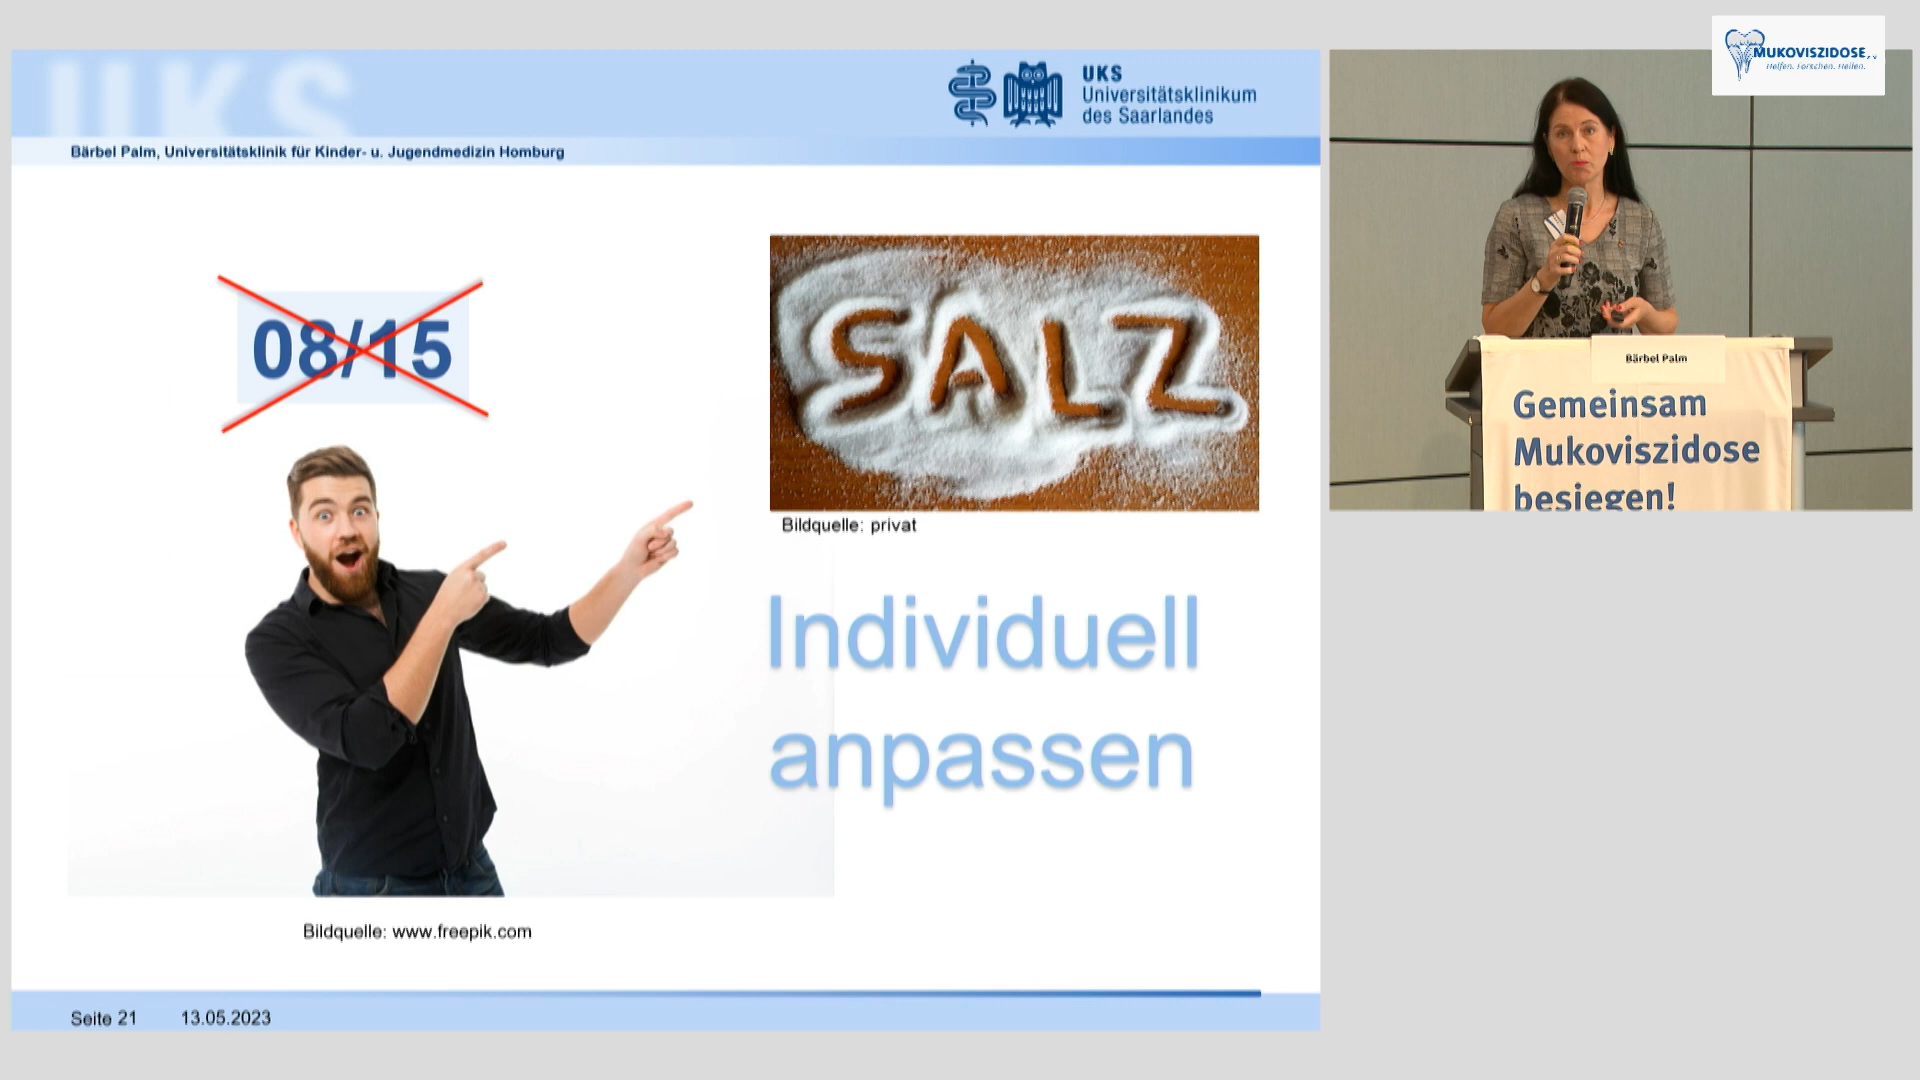 UKS
UKS
Universitätsklinikum
des Saarlandes
Bärbel Palm, Universitätsklinik für Kinder- u. Jugendmedizin Homburg
08/15
SALZ
Bildquelle: privat
Individuell
anpassen
Bildquelle: www.freepik.com
Seite 21 13.05.2023
MUKOVISZIDOSE
Helfen. Forschen. Heilen.
Bärbel Palm
Gemeinsam
Mukoviszidose
besiegen!